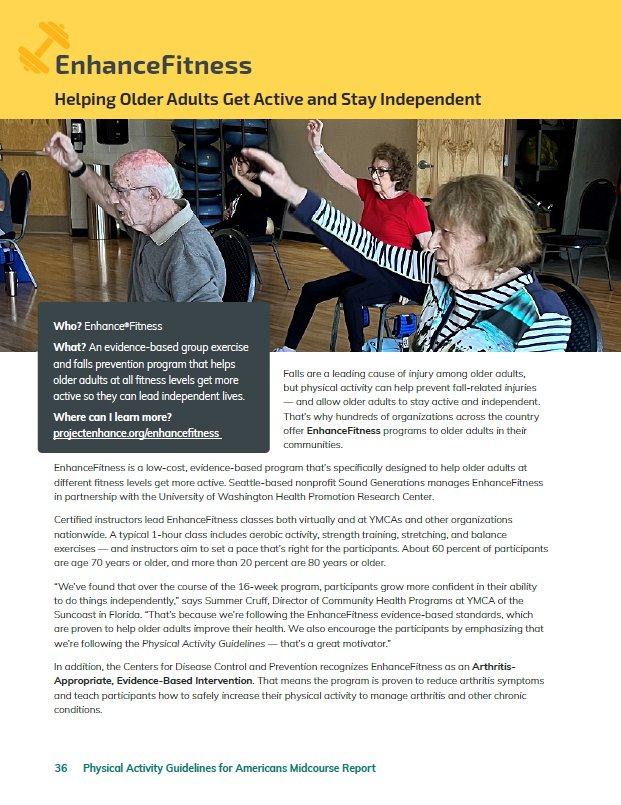 EnhanceFitness
Helping Older Adults Get Active and Stay Independent
Who? Enhance®Fitness
What? An evidence-based group exercise
and falls prevention program that helps
older adults at all fitness levels get more
active so they can lead independent lives.
Where can I learn more?
projectenhance.org/enhancefitness
Falls are a leading cause of injury among older adults,
but physical activity can help prevent fall-related injuries
— and allow older adults to stay active and independent.
That's why hundreds of organizations across the country
offer EnhanceFitness programs to older adults in their
communities.
EnhanceFitness is a low-cost, evidence-based program that's specifically designed to help older adults at
different fitness levels get more active. Seattle-based nonprofit Sound Generations manages EnhanceFitness
in partnership with the University of Washington Health Promotion Research Center.
Certified instructors lead EnhanceFitness classes both virtually and at YMCAs and other organizations
nationwide. A typical 1-hour class includes aerobic activity, strength training, stretching, and balance
exercises — and instructors aim to set a pace that's right for the participants. About 60 percent of participants
are age 70 years or older, and more than 20 percent are 80 years or older.
“We've found that over the course of the 16-week program, participants grow more confident in their ability
to do things independently,” says Summer Cruff, Director of Community Health Programs at YMCA of the
Suncoast in Florida. “That's because we're following the EnhanceFitness evidence-based standards, which
are proven to help older adults improve their health. We also encourage the participants by emphasizing that
we're following the Physical Activity Guidelines — that's a great motivator.”
In addition, the Centers for Disease Control and Prevention recognizes EnhanceFitness as an Arthritis-
Appropriate, Evidence-Based Intervention. That means the program is proven to reduce arthritis symptoms
and teach participants how to safely increase their physical activity to manage arthritis and other chronic
conditions.
36 Physical Activity Guidelines for Americans Midcourse Report